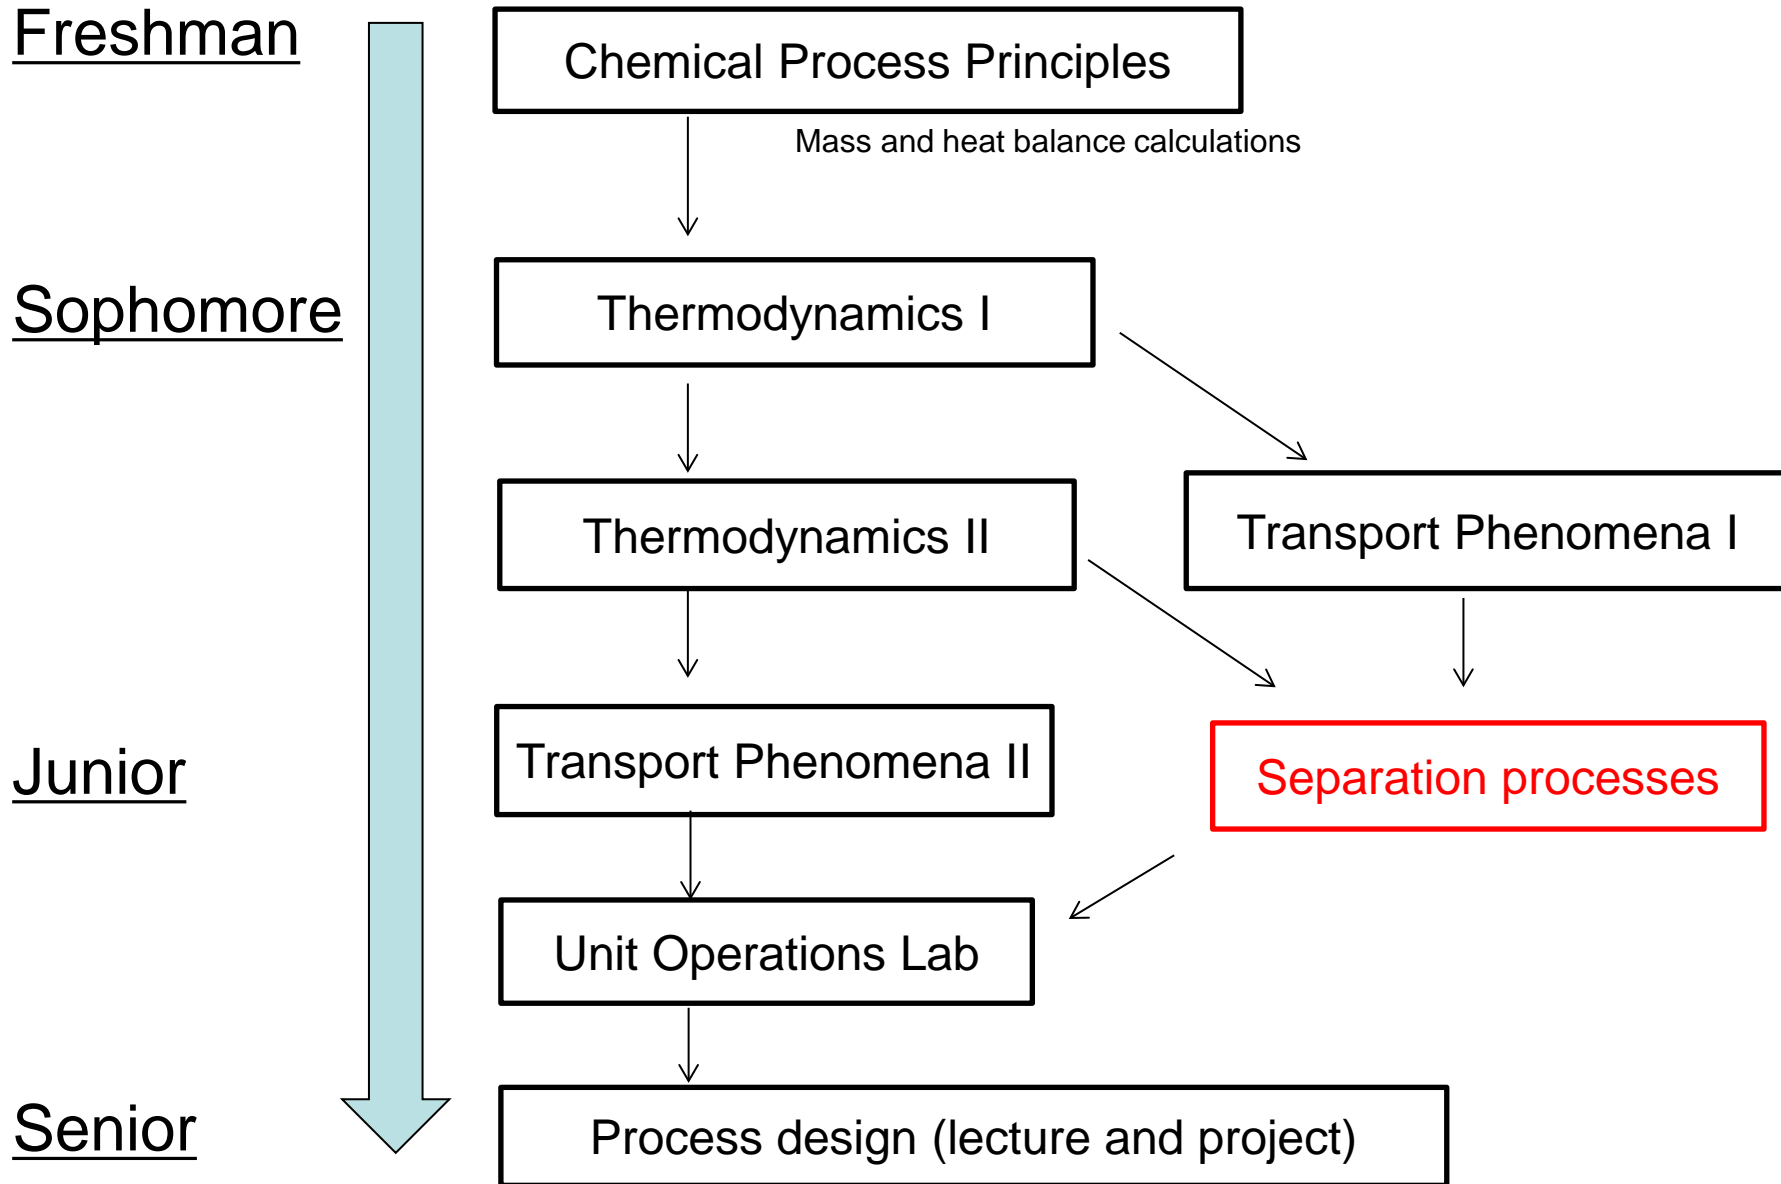 Freshman
Chemical Process Principles
Mass and heat balance calculations
Sophomore
Thermodynamics I
Thermodynamics II
Transport Phenomena I
Junior
Transport Phenomena II
Separation processes
Unit Operations Lab
Senior
Process design (lecture and project)